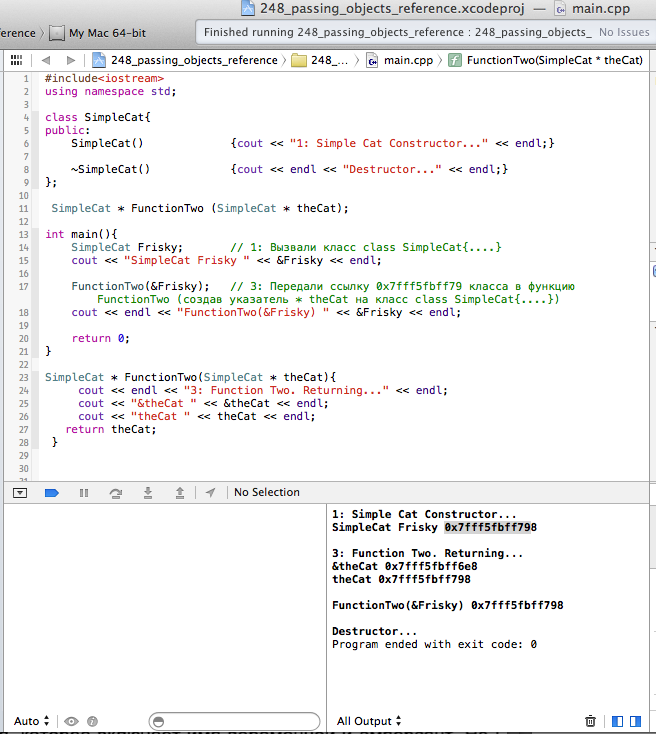 248_passing_objects_reference.xcodeproj — main.cpp
ference › My Mac 64-bit
Finished running 248_passing_objects_reference : 248_passing_objects_ No Issues
248_passing_objects_reference › 248_... › main.cpp › FunctionTwo(SimpleCat * theCat)
1 #include<iostream>
2 using namespace std;
3
4 class SimpleCat{
5 public:
6 SimpleCat() {cout << "1: Simple Cat Constructor..." << endl;}
7
8 ~SimpleCat() {cout << endl << "Destructor..." << endl;}
9 };
10
11 SimpleCat * FunctionTwo (SimpleCat * theCat);
12
13 int main(){
14 SimpleCat Frisky; // 1: Вызвали класс class SimpleCat{....}
15 cout << "SimpleCat Frisky " << &Frisky << endl;
16
17 FunctionTwo(&Frisky); // 3: Передали ссылку 0x7fff5fbff79 класса в функцию
FunctionTwo (создав указатель * theCat на класс class SimpleCat{....})
18 cout << endl << "FunctionTwo(&Frisky) " << &Frisky << endl;
19
20 return 0;
21 }
22
23 SimpleCat * FunctionTwo(SimpleCat * theCat){
24 cout << endl << "3: Function Two. Returning..." << endl;
25 cout << "&theCat " << &theCat << endl;
26 cout << "theCat " << theCat << endl;
27 return theCat;
28 }
29
30
No Selection
1: Simple Cat Constructor...
SimpleCat Frisky 0x7fff5fbff798
3: Function Two. Returning...
&theCat 0x7fff5fbff6e8
theCat 0x7fff5fbff798
FunctionTwo(&Frisky) 0x7fff5fbff798
Destructor...
Program ended with exit code: 0
Auto
All Output